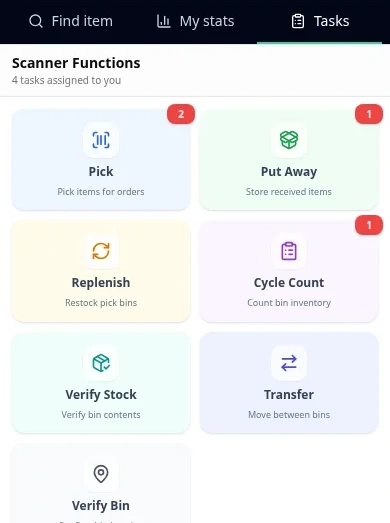 Find item
My stats
Tasks
Scanner Functions
4 tasks assigned to you
2
Pick
Pick items for orders
1
Put Away
Store received items
Replenish
Restock pick bins
1
Cycle Count
Count bin inventory
Verify Stock
Verify bin contents
Transfer
Move between bins
Verify Bin